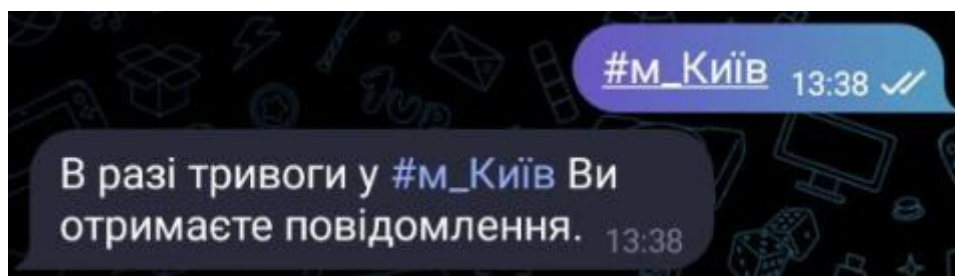 #м_Київ 13:38
В разі тривоги у #м_Київ Ви
отримаєте повідомлення. 13:38